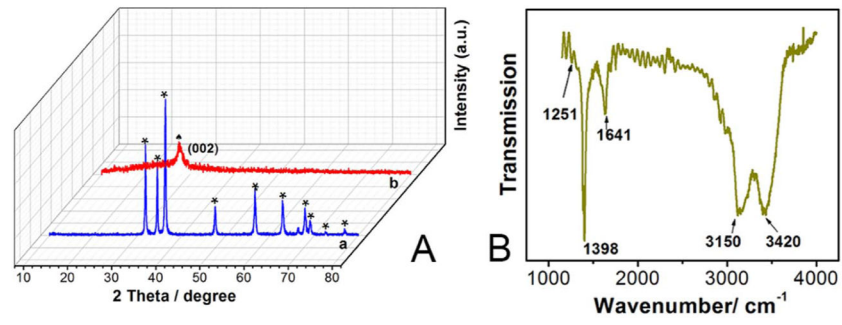 Intensity (a.u.)
* * * * * * * * * *
(002)
b
a
A
10 20 30 40 50 60 70 80
2 Theta / degree
Transmission
1251
1641
1398
3150
3420
B
1000 2000 3000 4000
Wavenumber/ cm⁻¹